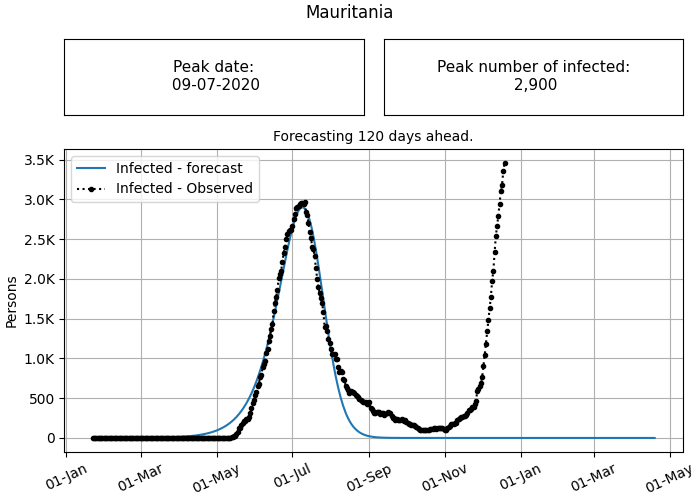 Mauritania
Peak date:
09-07-2020
Peak number of infected:
2,900
Forecasting 120 days ahead.
Infected - forecast
Infected - Observed
3.5K
3.0K
2.5K
2.0K
1.5K
1.0K
500
0
Persons
01-Jan
01-Mar
01-May
01-Jul
01-Sep
01-Nov
01-Jan
01-Mar
01-May